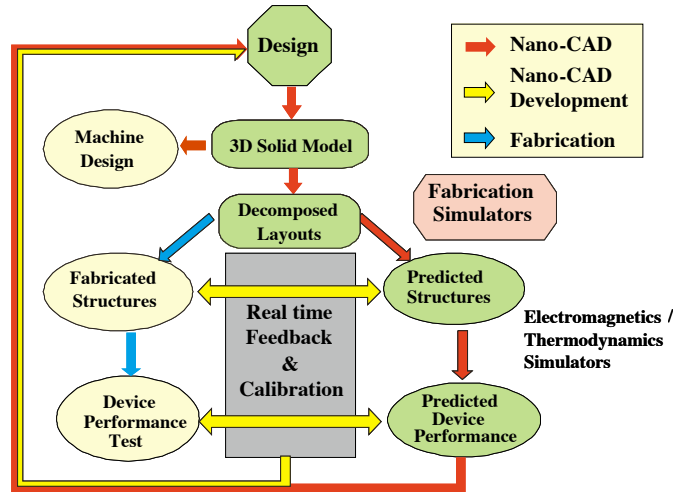 Design
Nano-CAD
Nano-CAD
Development
Fabrication
Machine
Design
3D Solid Model
Decomposed
Layouts
Fabrication
Simulators
Fabricated
Structures
Real time
Feedback
&
Calibration
Predicted
Structures
Electromagnetics /
Thermodynamics
Simulators
Device
Performance
Test
Predicted
Device
Performance